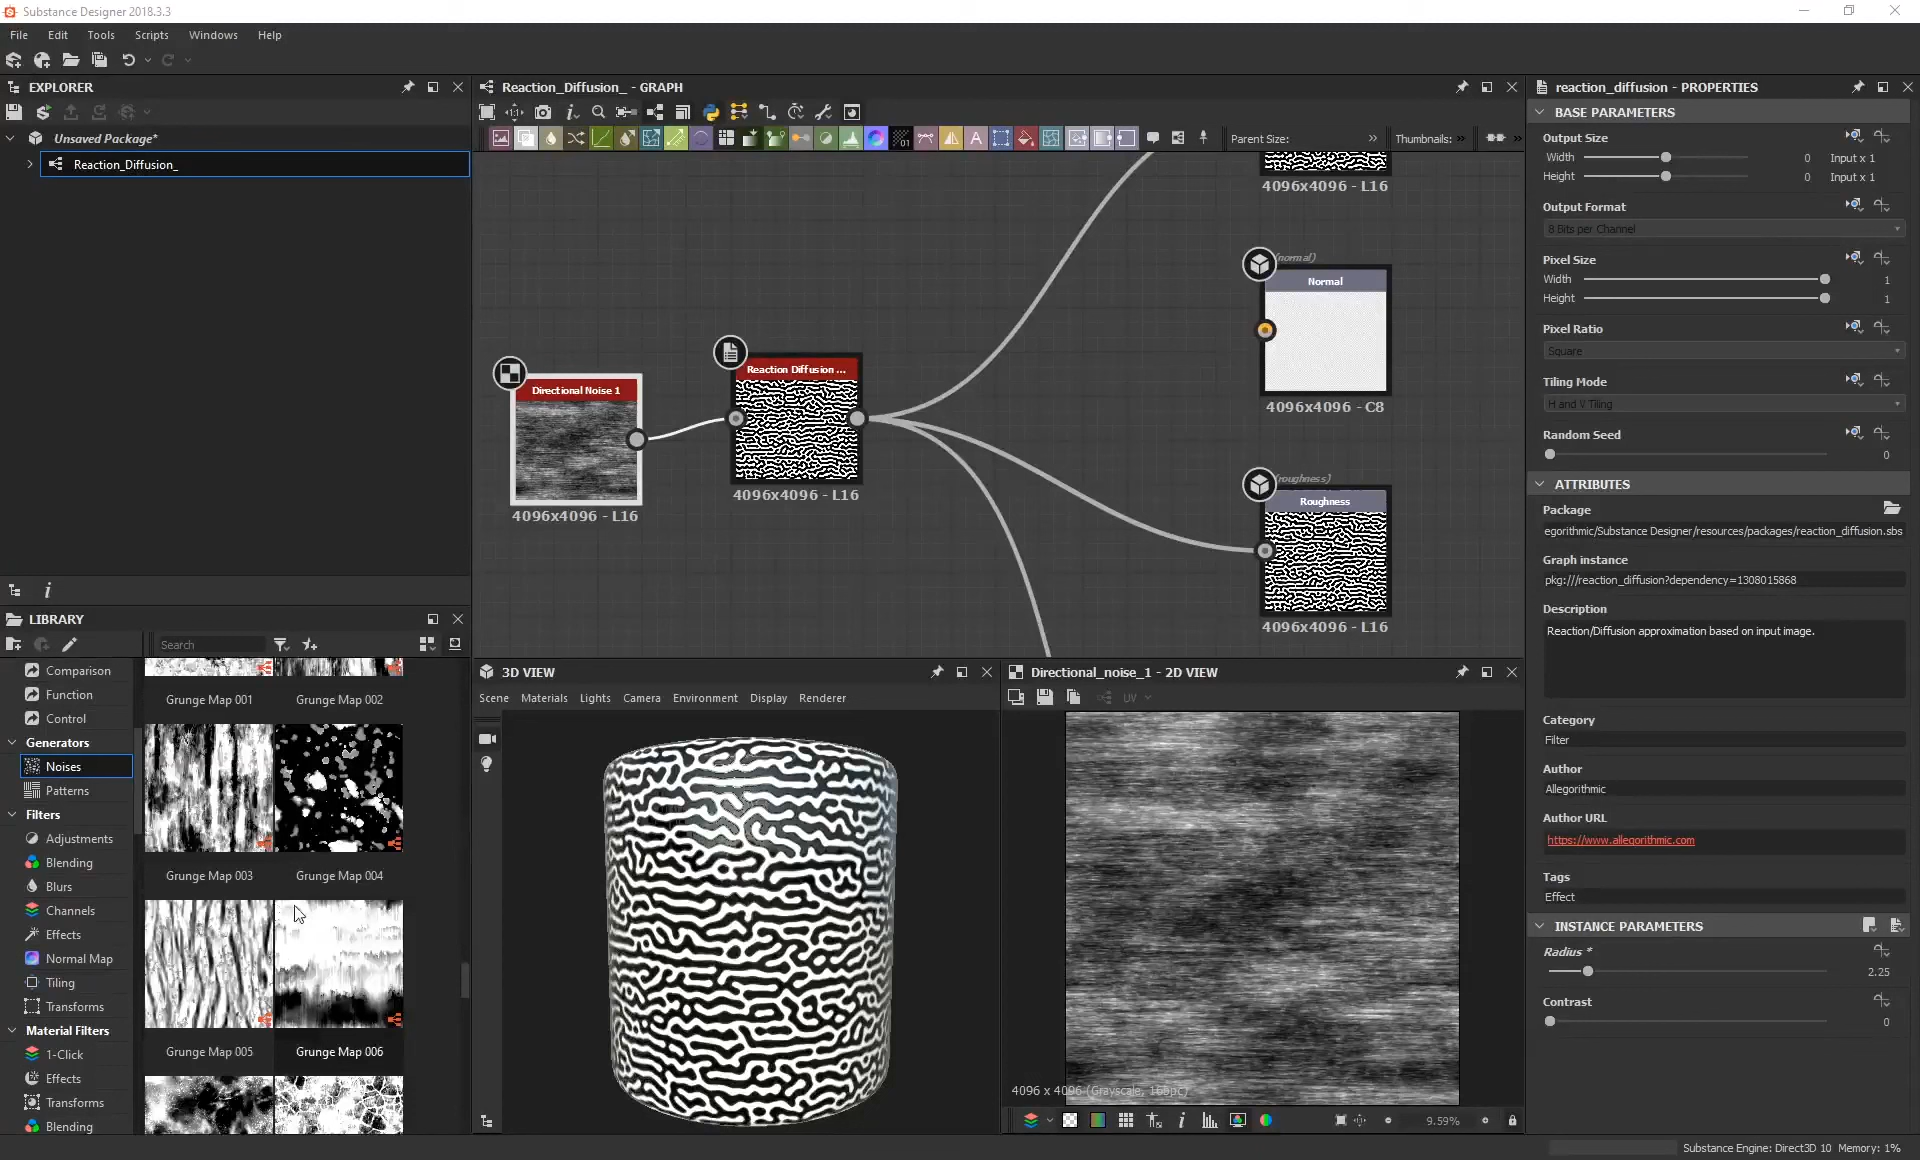 Substance Designer 2018.3.3
File Edit Tools Scripts Windows Help
EXPLORER
Unsaved Package*
Reaction_Diffusion_
LIBRARY
Search
Comparison
Function
Control
Generators
Noises
Patterns
Filters
Adjustments
Blending
Blurs
Channels
Effects
Normal Map
Tiling
Transforms
Material Filters
1-Click
Effects
Transforms
Blending
Grunge Map 001
Grunge Map 002
Grunge Map 003
Grunge Map 004
Grunge Map 005
Grunge Map 006
Reaction_Diffusion_ - GRAPH
Parent Size:
Thumbnails:
4096x4096 - L16
(normal)
Normal
4096x4096 - C8
Directional Noise 1
4096x4096 - L16
Reaction Diffusion ...
4096x4096 - L16
(roughness)
Roughness
4096x4096 - L16
3D VIEW
Scene Materials Lights Camera Environment Display Renderer
Directional_noise_1 - 2D VIEW
UV
4096 x 4096 (Grayscale, 16bpc)
9.59%
reaction_diffusion - PROPERTIES
BASE PARAMETERS
Output Size
Width 0 Input x 1
Height 0 Input x 1
Output Format
8 Bits per Channel
Pixel Size
Width 1
Height 1
Pixel Ratio
Square
Tiling Mode
H and V Tiling
Random Seed
0
ATTRIBUTES
Package
egorithmic/Substance Designer/resources/packages/reaction_diffusion.sbs
Graph instance
pkg:///reaction_diffusion?dependency=1308015868
Description
Reaction/Diffusion approximation based on input image.
Category
Filter
Author
Allegorithmic
Author URL
https://www.allegorithmic.com
Tags
Effect
INSTANCE PARAMETERS
Radius *
2.25
Contrast
0
Substance Engine: Direct3D 10 Memory: 1%